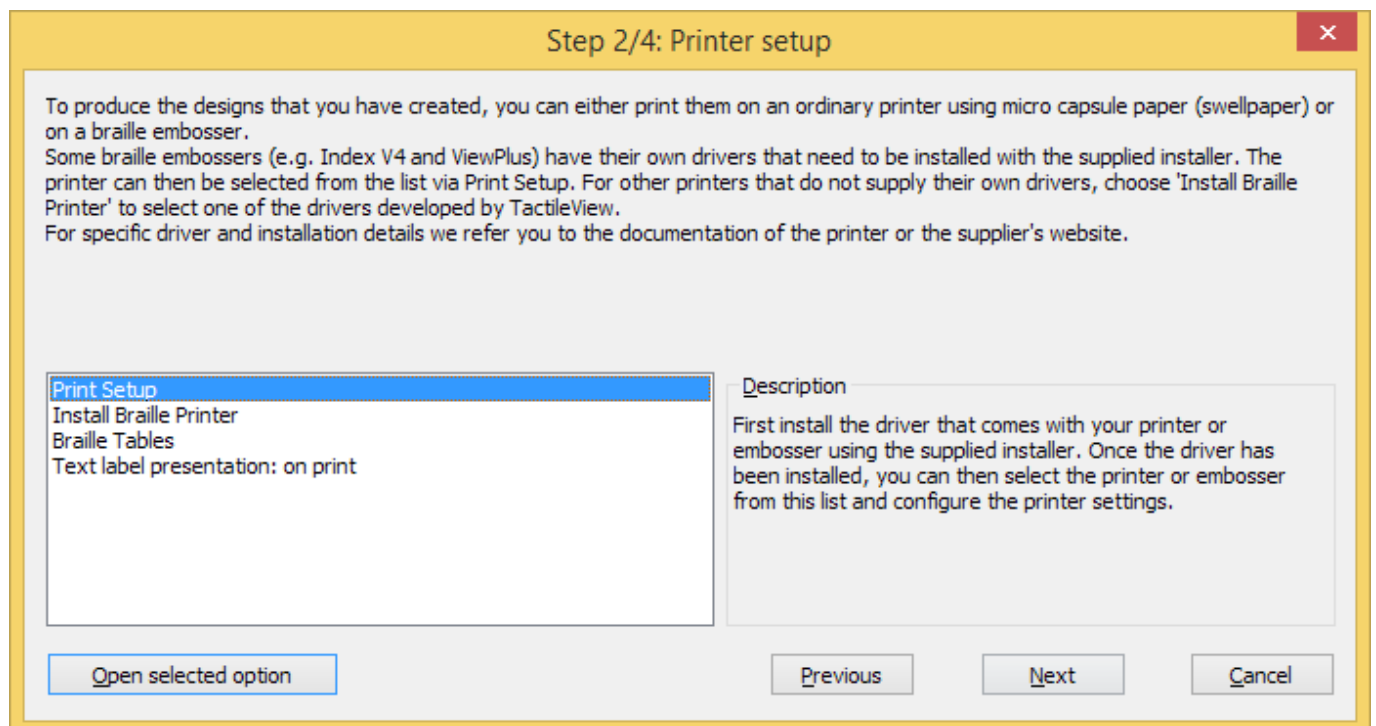 Step 2/4: Printer setup
To produce the designs that you have created, you can either print them on an ordinary printer using micro capsule paper (swellpaper) or
on a braille embosser.
Some braille embossers (e.g. Index V4 and ViewPlus) have their own drivers that need to be installed with the supplied installer. The
printer can then be selected from the list via Print Setup. For other printers that do not supply their own drivers, choose 'Install Braille
Printer' to select one of the drivers developed by TactileView.
For specific driver and installation details we refer you to the documentation of the printer or the supplier's website.
Print Setup
Install Braille Printer
Braille Tables
Text label presentation: on print
Description
First install the driver that comes with your printer or
embosser using the supplied installer. Once the driver has
been installed, you can then select the printer or embosser
from this list and configure the printer settings.
Open selected option
Previous
Next
Cancel